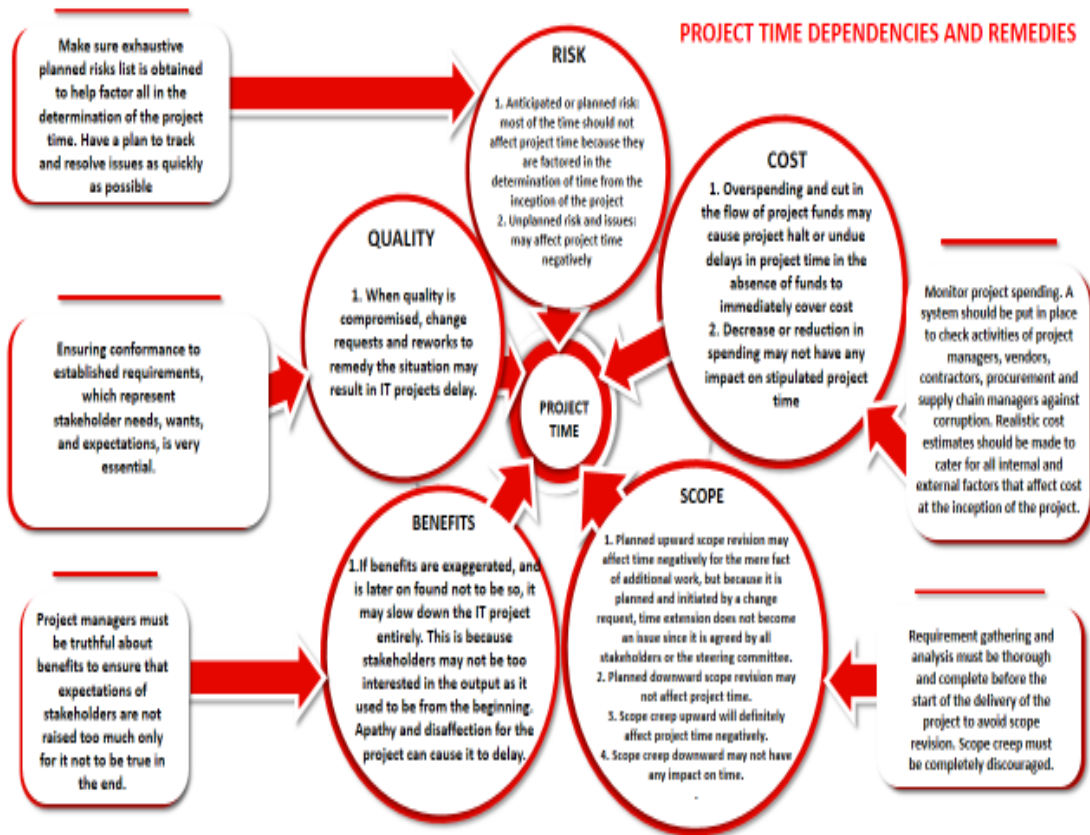 PROJECT TIME DEPENDENCIES AND REMEDIES
Make sure exhaustive
planned risks list is obtained
to help factor all in the
determination of the project
time. Have a plan to track
and resolve issues as quickly
as possible
RISK
1. Anticipated or planned risk:
most of the time should not
affect project time because they
are factored in the
determination of time from the
inception of the project
2. Unplanned risk and issues:
may affect project time
negatively
COST
1. Overspending and cut in
the flow of project funds may
cause project halt or undue
delays in project time in the
absence of funds to
immediately cover cost
2. Decrease or reduction in
spending may not have any
impact on stipulated project
time
QUALITY
1. When quality is
compromised, change
requests and reworks to
remedy the situation may
result in IT projects delay.
Ensuring conformance to
established requirements,
which represent
stakeholder needs, wants,
and expectations, is very
essential.
PROJECT
TIME
Monitor project spending. A
system should be put in place
to check activities of project
managers, vendors,
contractors, procurement and
supply chain managers against
corruption. Realistic cost
estimates should be made to
cater for all internal and
external factors that affect cost
at the inception of the project.
BENEFITS
1.If benefits are exaggerated, and
is later on found not to be so, it
may slow down the IT project
entirely. This is because
stakeholders may not be too
interested in the output as it
used to be from the beginning.
Apathy and disaffection for the
project can cause it to delay.
SCOPE
1. Planned upward scope revision may
affect time negatively for the mere fact
of additional work, but because it is
planned and initiated by a change
request, time extension does not become
an issue since it is agreed by all
stakeholders or the steering committee.
2. Planned downward scope revision may
not affect project time.
3. Scope creep upward will definitely
affect project time negatively.
4. Scope creep downward may not have
any impact on time.
.
Project managers must
be truthful about
benefits to ensure that
expectations of
stakeholders are not
raised too much only
for it not to be true in
the end.
Requirement gathering and
analysis must be thorough
and complete before the
start of the delivery of the
project to avoid scope
revision. Scope creep must
be completely discouraged.